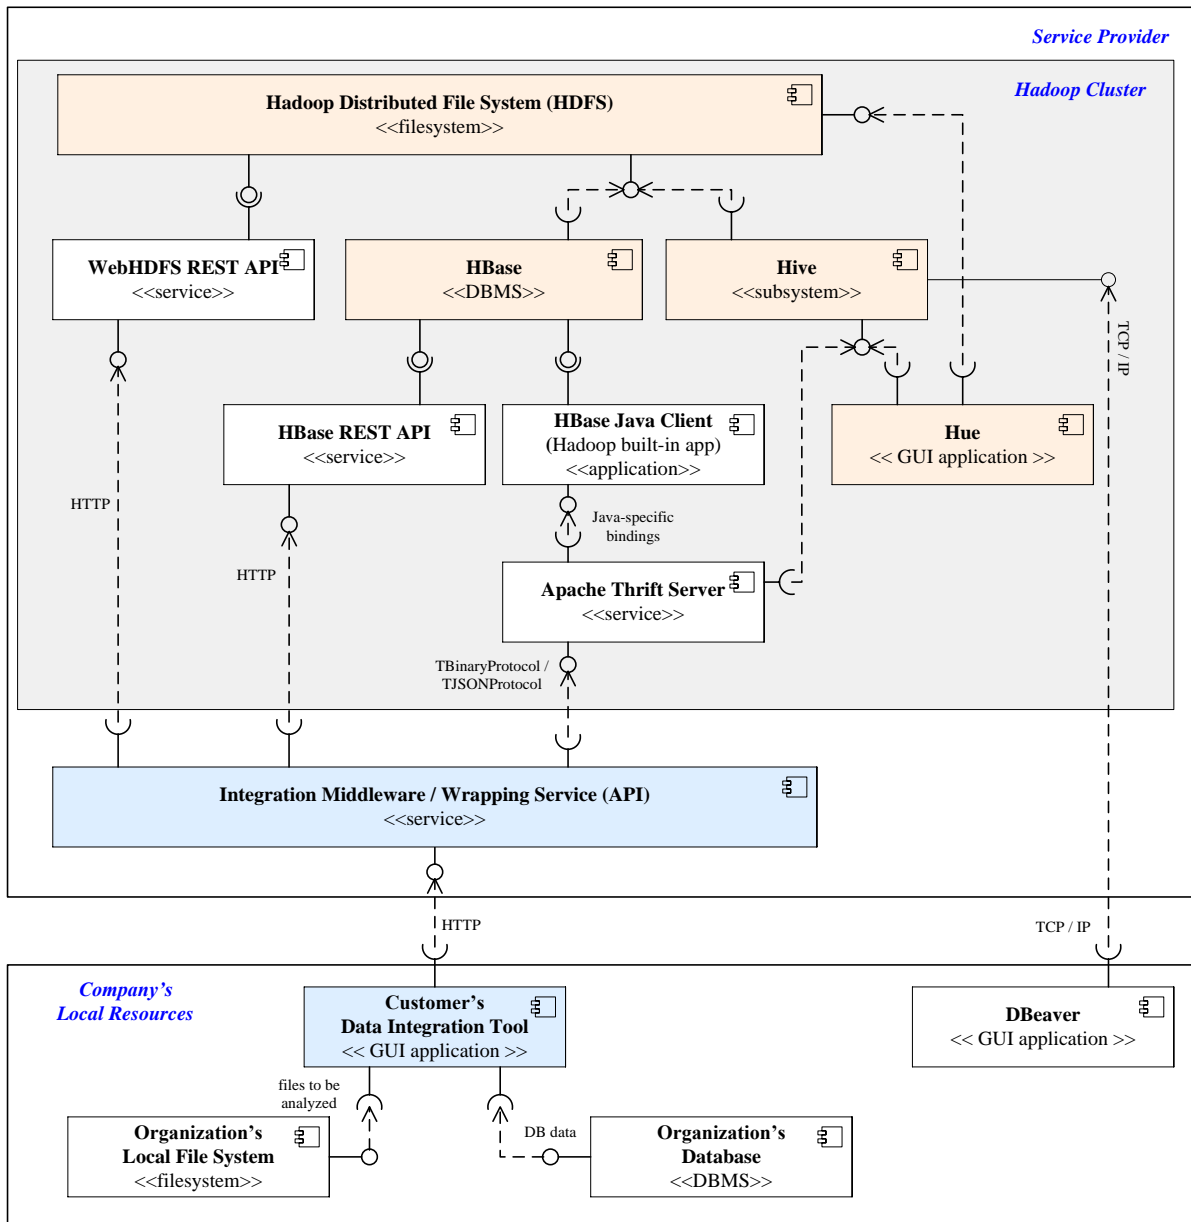 Service Provider
Hadoop Cluster
Hadoop Distributed File System (HDFS)
<<filesystem>>
WebHDFS REST API
<<service>>
HBase
<<DBMS>>
Hive
<<subsystem>>
TCP / IP
HBase REST API
<<service>>
HBase Java Client
(Hadoop built-in app)
<<application>>
Hue
<< GUI application >>
HTTP
Java-specific
bindings
HTTP
Apache Thrift Server
<<service>>
TBinaryProtocol /
TJSONProtocol
Integration Middleware / Wrapping Service (API)
<<service>>
HTTP
TCP / IP
Company's
Local Resources
Customer's
Data Integration Tool
<< GUI application >>
DBeaver
<< GUI application >>
files to be
analyzed
Organization's
Local File System
<<filesystem>>
DB data
Organization's
Database
<<DBMS>>